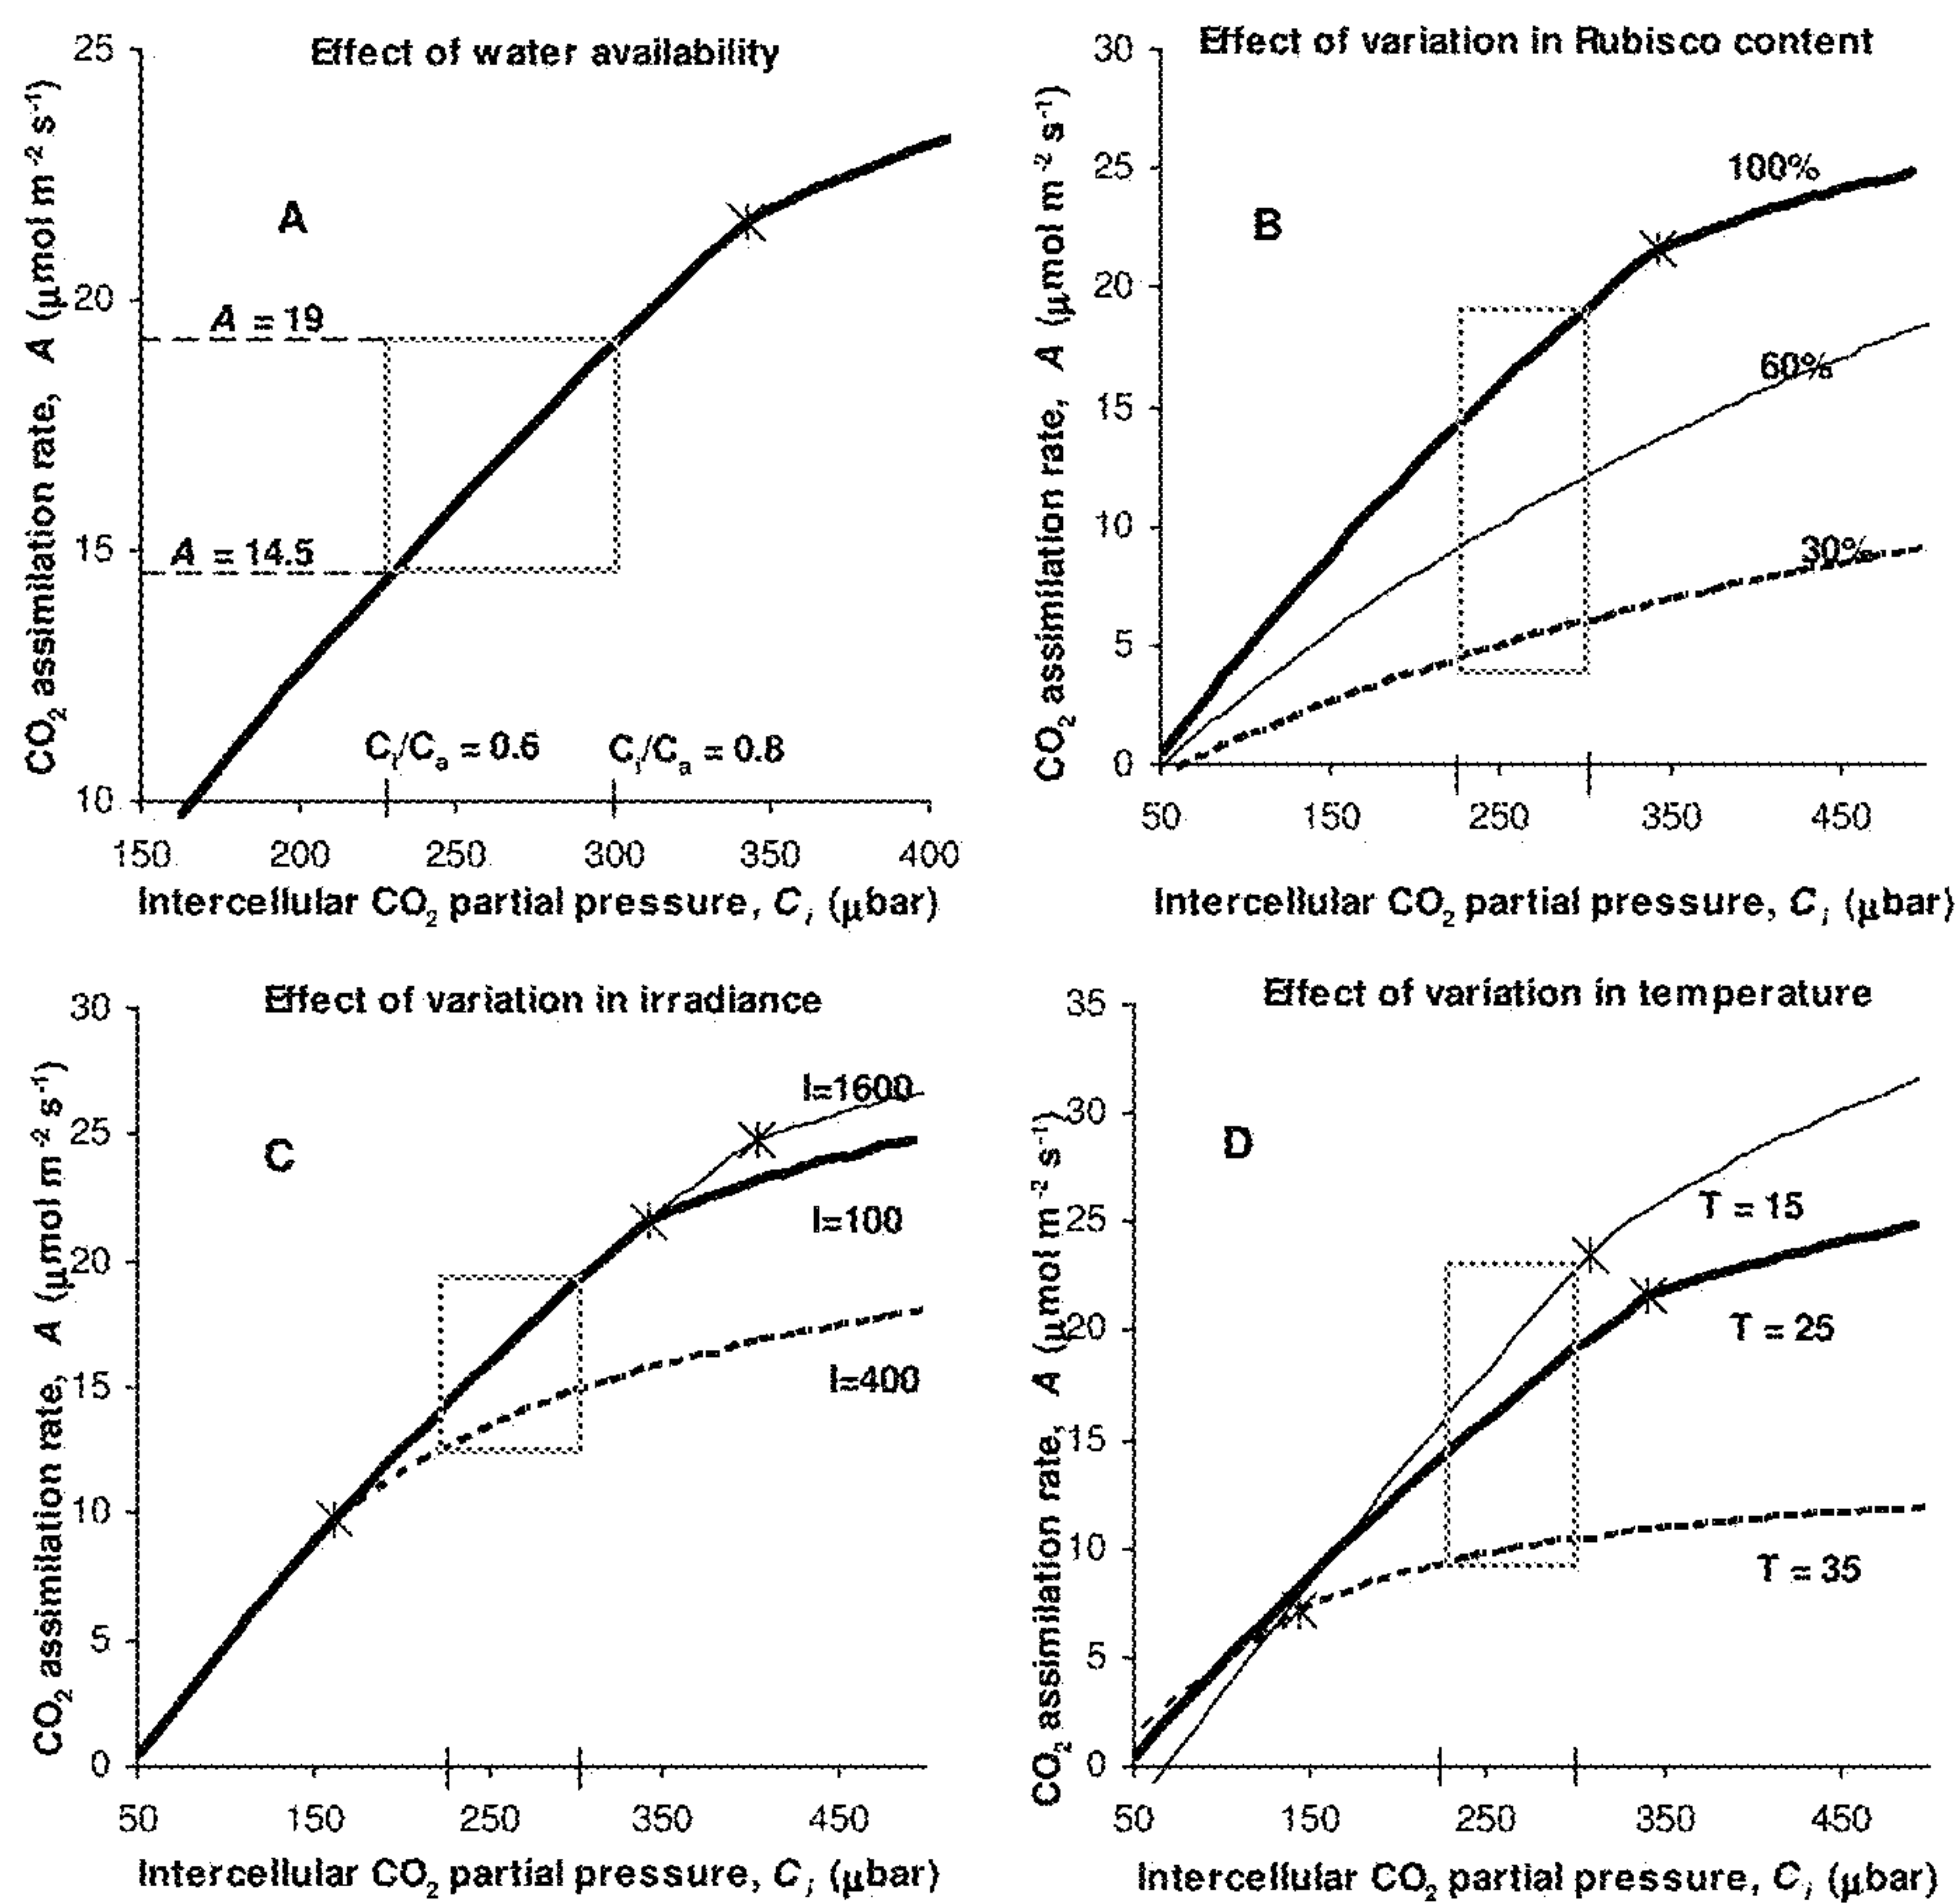 Effect of water availability
25
20
15
10
CO₂ assimilation rate, A (μmol m⁻² s⁻¹)
A
A = 19
A = 14.5
Cᵢ/Cₐ = 0.6
Cᵢ/Cₐ = 0.8
150 200 250 300 350 400
Intercellular CO₂ partial pressure, Cᵢ (μbar)
Effect of variation in Rubisco content
30
25
20
15
10
5
0
CO₂ assimilation rate, A (μmol m⁻² s⁻¹)
B
100%
60%
30%
50 150 250 350 450
Intercellular CO₂ partial pressure, Cᵢ (μbar)
Effect of variation in irradiance
30
25
20
15
10
5
0
CO₂ assimilation rate, A (μmol m⁻² s⁻¹)
C
I=1600
I=100
I=400
50 150 250 350 450
Intercellular CO₂ partial pressure, Cᵢ (μbar)
Effect of variation in temperature
35
30
25
20
15
10
5
0
CO₂ assimilation rate, A (μmol m⁻² s⁻¹)
D
T = 15
T = 25
T = 35
50 150 250 350 450
Intercellular CO₂ partial pressure, Cᵢ (μbar)